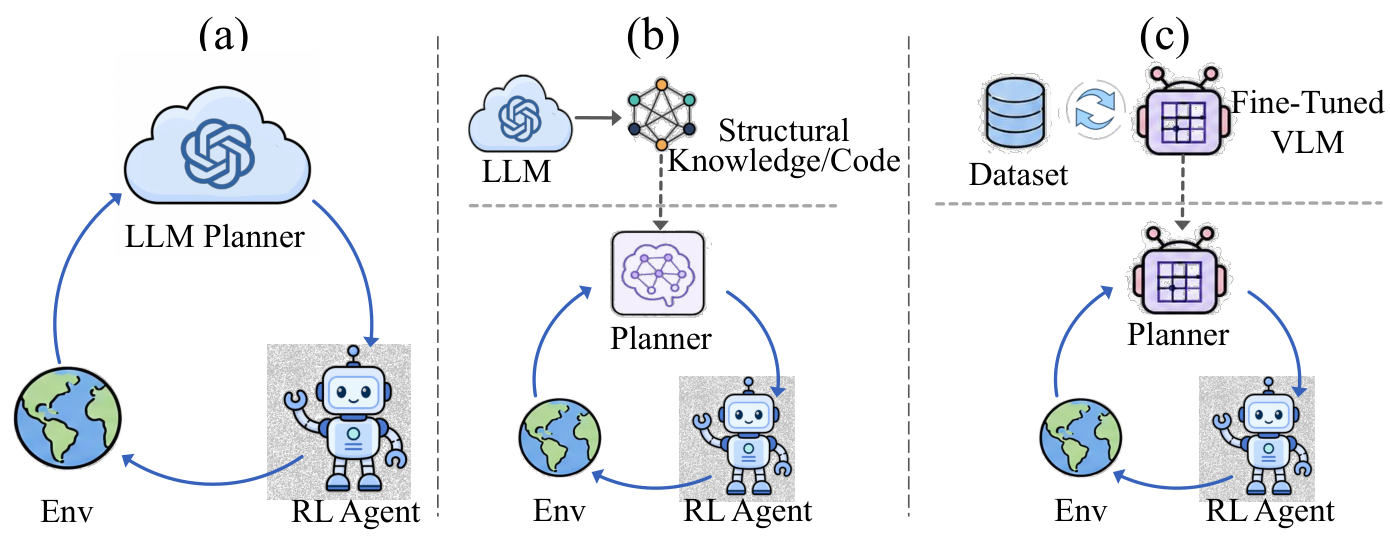 (a)
LLM Planner
Env
RL Agent
(b)
LLM
Structural
Knowledge/Code
Planner
Env
RL Agent
(c)
Dataset
Fine-Tuned
VLM
Planner
Env
RL Agent